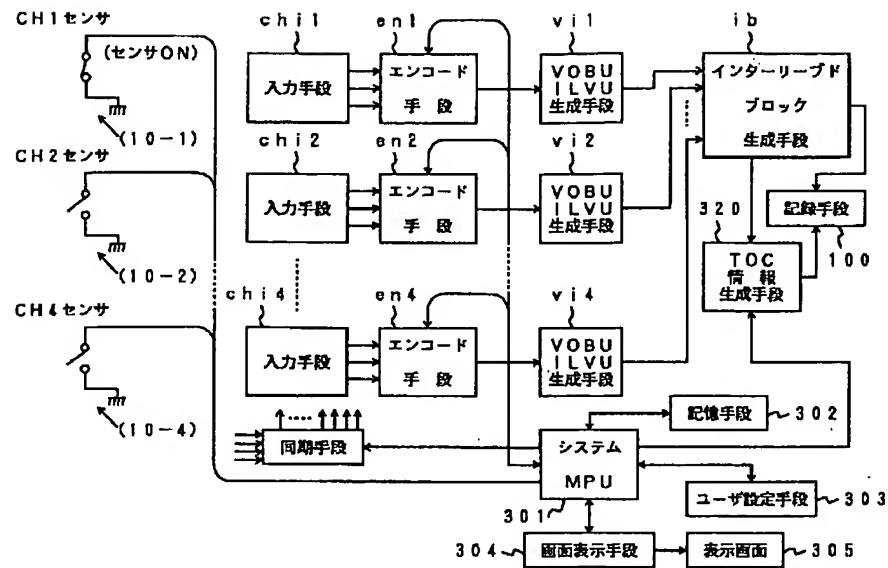 CH1センサ
(センサON)
(10-1)
CH2センサ
(10-2)
CH4センサ
(10-4)
chi1
入力手段
en1
エンコード
手段
vi1
VOBU
ILVU
生成手段
ib
インターリーブド
ブロック
生成手段
chi2
入力手段
en2
エンコード
手段
vi2
VOBU
ILVU
生成手段
320
TOC
情報
生成手段
記録手段
100
chi4
入力手段
en4
エンコード
手段
vi4
VOBU
ILVU
生成手段
同期手段
システム
MPU
301
記憶手段
302
ユーザ設定手段
303
304
画面表示手段
表示画面
305